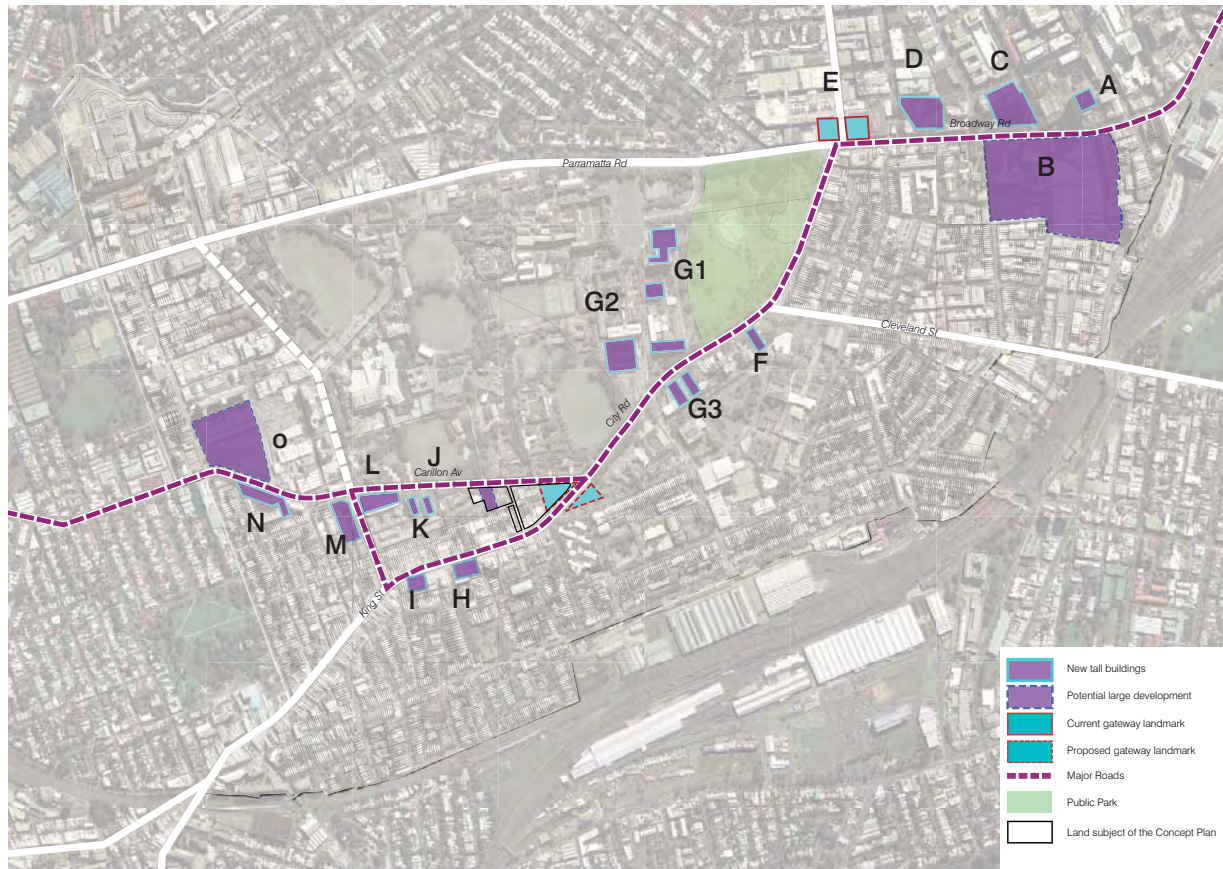 C
D
A
E
Broadway Rd
Parramatta Rd
B
G1
G2
Cleveland St
F
City Rd
G3
O
J
Carillon Av
L
K
N
M
I
H
King St
New tall buildings
Potential large development
Current gateway landmark
Proposed gateway landmark
Major Roads
Public Park
Land subject of the Concept Plan